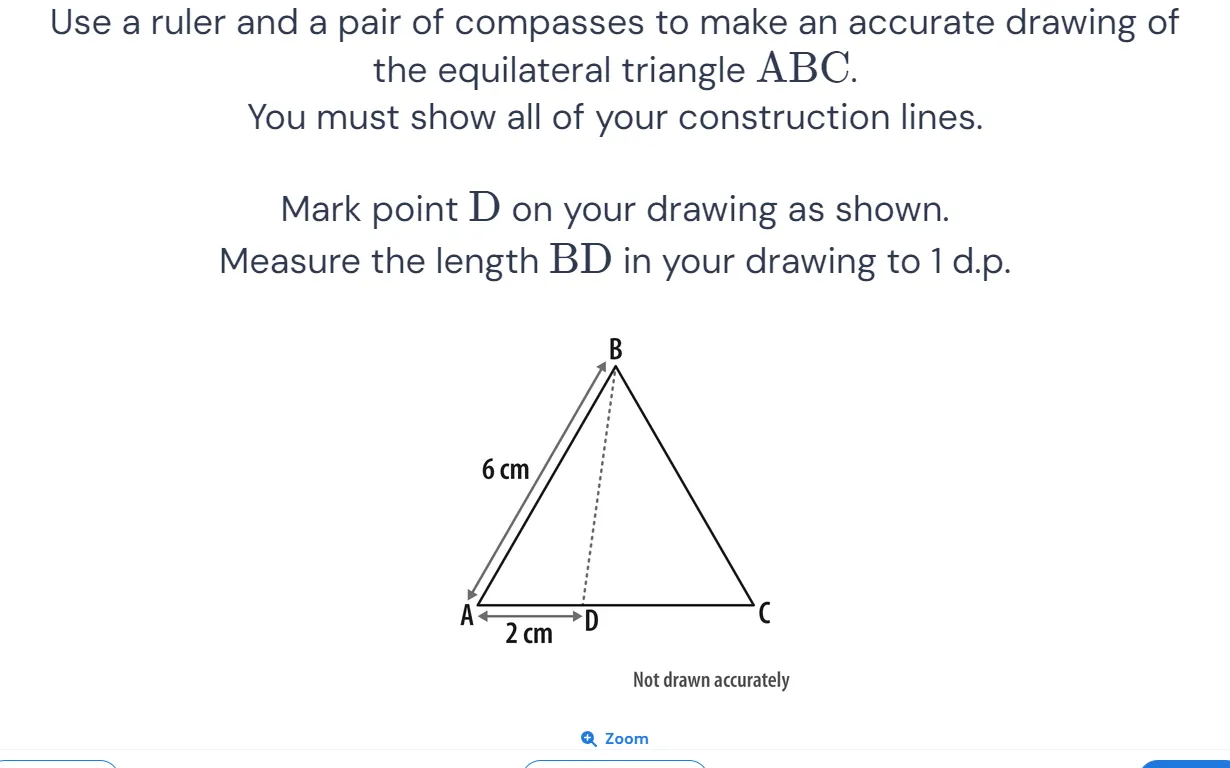 Use a ruler and a pair of compasses to make an accurate drawing of
the equilateral triangle ABC.
You must show all of your construction lines.
Mark point D on your drawing as shown.
Measure the length BD in your drawing to 1 d.p.
B
6 cm
A
D
C
2 cm
Not drawn accurately
Zoom